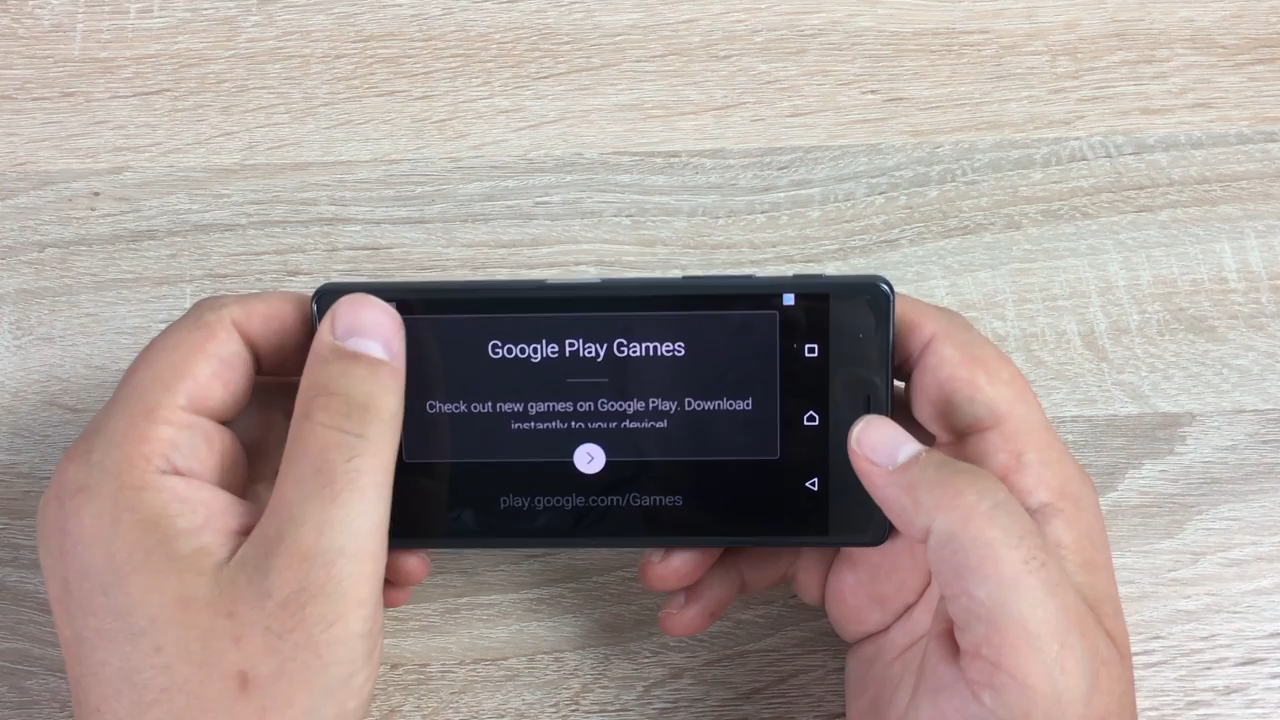 Google Play Games
Check out new games on Google Play. Download
instantly to your device!
play.google.com/Games